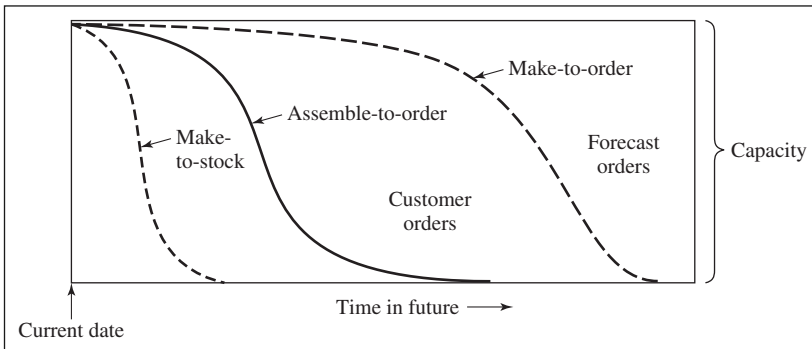 Make-to-order
Assemble-to-order
Make-
to-stock
Forecast
orders
Capacity
Customer
orders
Time in future
Current date